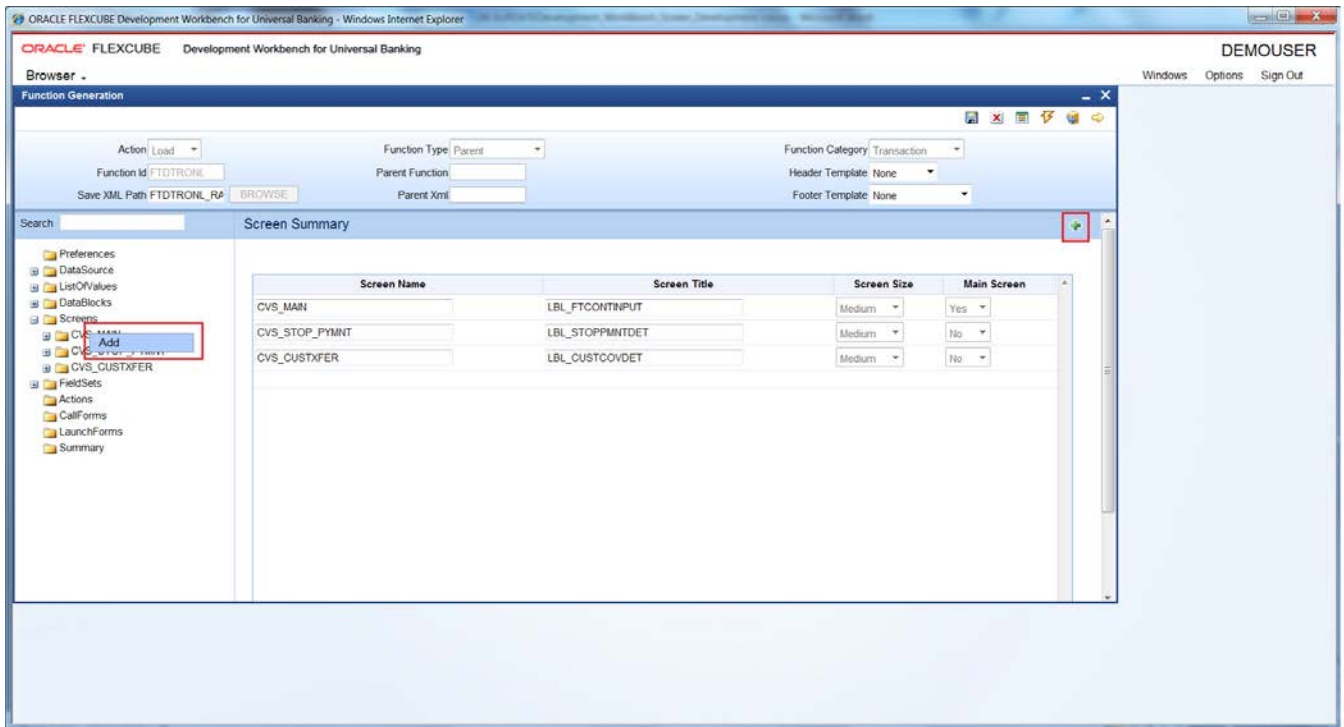 ORACLE FLEXCUBE Development Workbench for Universal Banking - Windows Internet Explorer
ORACLE' FLEXCUBE Development Workbench for Universal Banking DEMOUSER
Browser Windows Options Sign Out
Function Generation
Action Load Function Type Parent Function Category Transaction
Function Id FTDTRONL Parent Function Header Template None
Save XML Path FTDTRONL_RA BROWSE Parent Xml Footer Template None
Search Screen Summary
Preferences
DataSource
ListOfValues
DataBlocks
Screens
CVS_MAIN
Add
CVS_STOP_PYMNT
CVS_CUSTXFER
FieldSets
Actions
CallForms
LaunchForms
Summary
Screen Name Screen Title Screen Size Main Screen
CVS_MAIN LBL_FTCONTINPUT Medium Yes
CVS_STOP_PYMNT LBL_STOPPMNTDET Medium No
CVS_CUSTXFER LBL_CUSTCOVDET Medium No